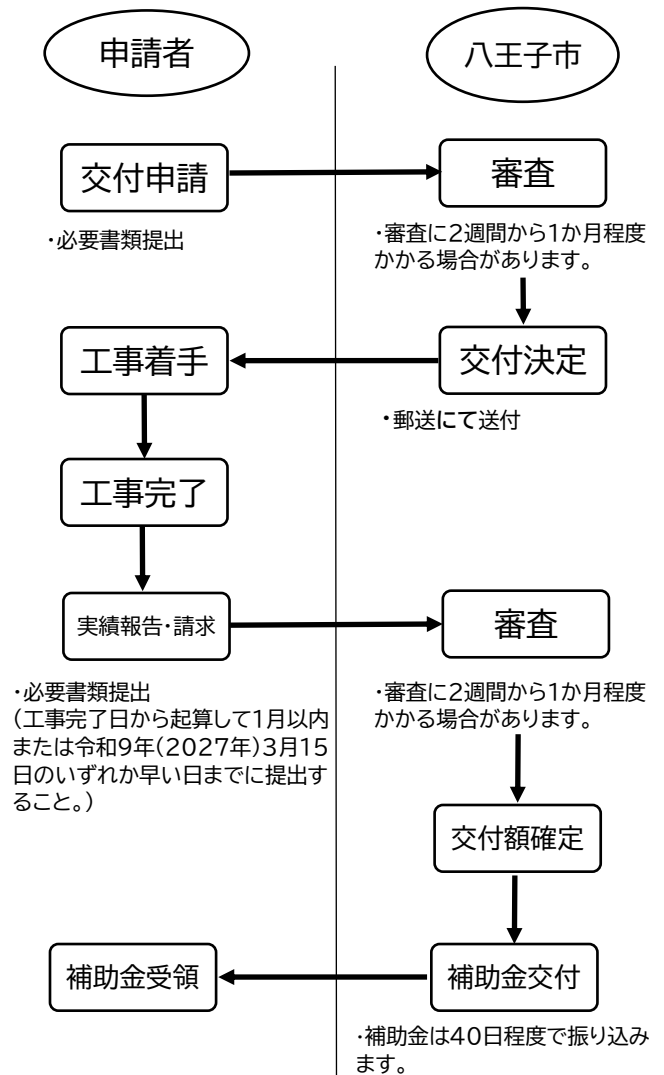 申請者
八王子市
交付申請
審査
・必要書類提出
・審査に2週間から1か月程度
かかる場合があります。
工事着手
交付決定
・郵送にて送付
工事完了
実績報告・請求
審査
・必要書類提出
(工事完了日から起算して1月以内
または令和9年(2027年)3月15
日のいずれか早い日までに提出す
ること。)
・審査に2週間から1か月程度
かかる場合があります。
交付額確定
補助金受領
補助金交付
・補助金は40日程度で振り込み
ます。